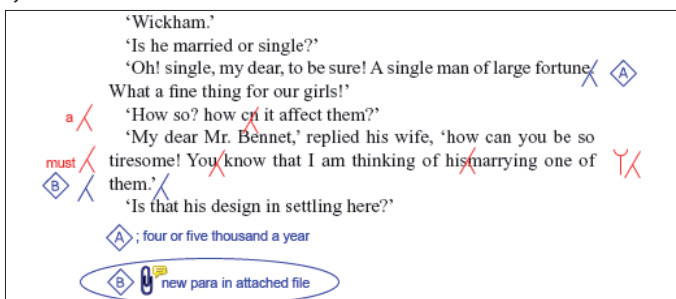 ‘Wickham.’
‘Is he married or single?’
‘Oh! single, my dear, to be sure! A single man of large fortune. A
What a fine thing for our girls!’
a ‘How so? how cn it affect them?’
‘My dear Mr. Bennet,’ replied his wife, ‘how can you be so
must tiresome! You know that I am thinking of hismarrying one of
B them.’
‘Is that his design in settling here?’
A ; four or five thousand a year
B new para in attached file